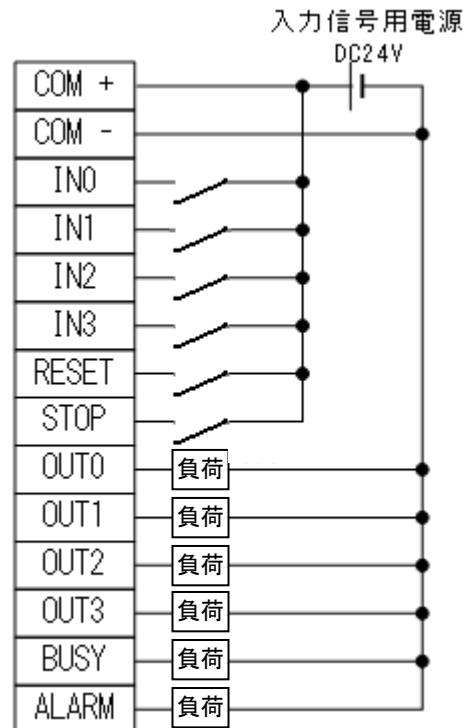 入力信号用電源
DC24V
COM +
COM -
IN0
IN1
IN2
IN3
RESET
STOP
OUT0 負荷
OUT1 負荷
OUT2 負荷
OUT3 負荷
BUSY 負荷
ALARM 負荷